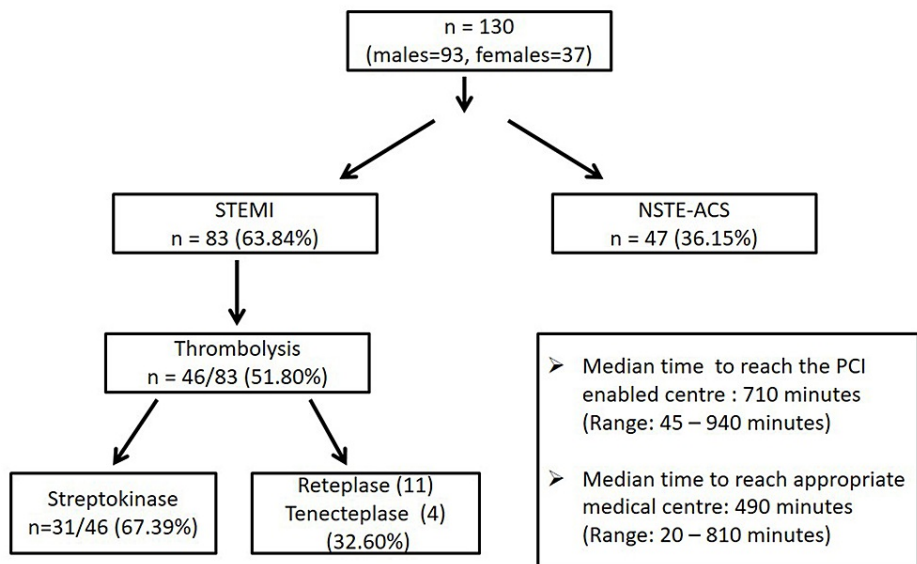 n = 130
(males=93, females=37)
STEMI
n = 83 (63.84%)
NSTE-ACS
n = 47 (36.15%)
Thrombolysis
n = 46/83 (51.80%)
Streptokinase
n=31/46 (67.39%)
Reteplase (11)
Tenecteplase (4)
(32.60%)
➢ Median time to reach the PCI
enabled centre : 710 minutes
(Range: 45 – 940 minutes)
➢ Median time to reach appropriate
medical centre: 490 minutes
(Range: 20 – 810 minutes)